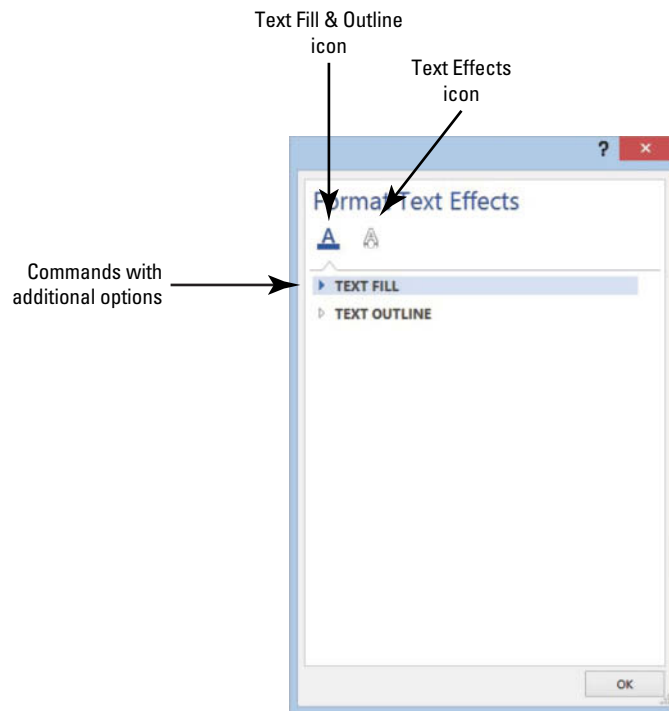 Text Fill & Outline
icon
Text Effects
icon
?
Format Text Effects
A A
Commands with
additional options
TEXT FILL
TEXT OUTLINE
OK